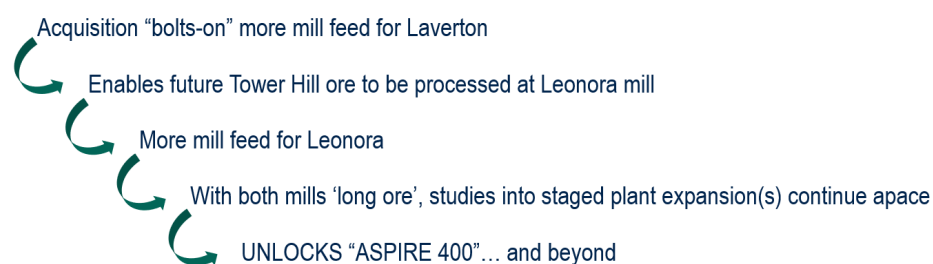 Acquisition “bolts-on” more mill feed for Laverton
Enables future Tower Hill ore to be processed at Leonora mill
More mill feed for Leonora
With both mills ‘long ore’, studies into staged plant expansion(s) continue apace
UNLOCKS “ASPIRE 400”… and beyond